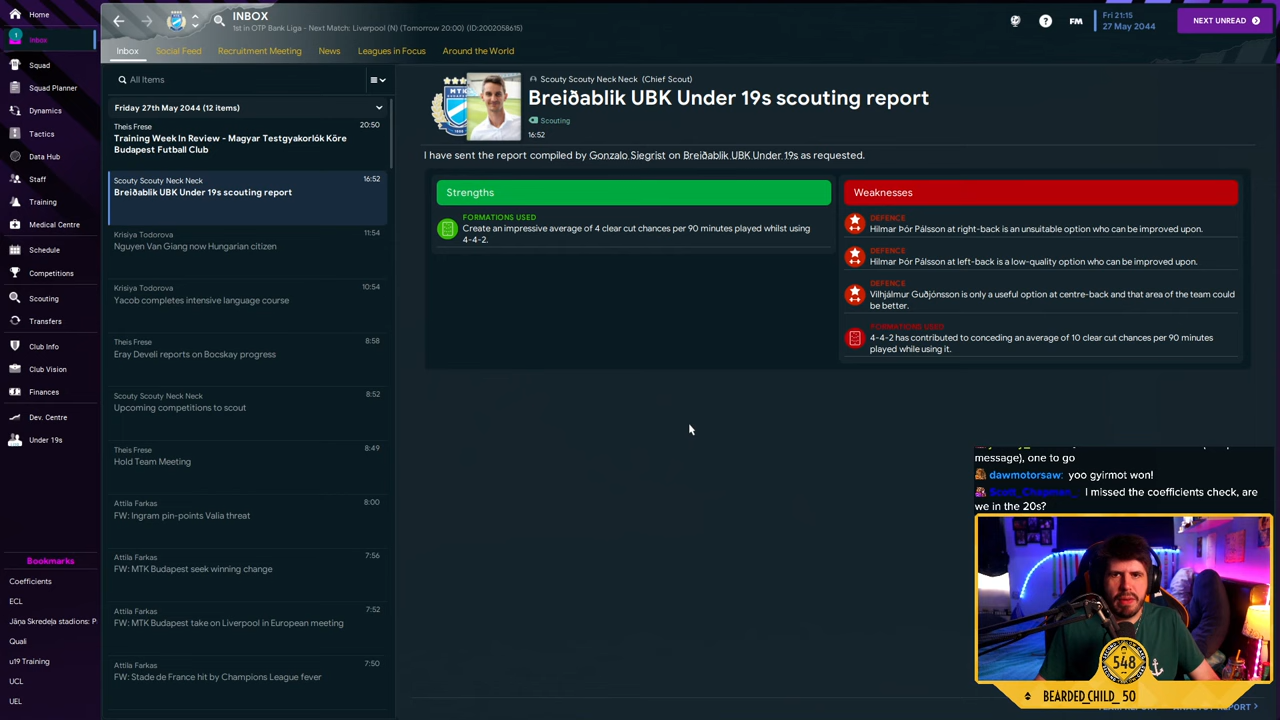 Home
1
Inbox
Squad
Squad Planner
Dynamics
Tactics
Data Hub
Staff
Training
Medical Centre
Schedule
Competitions
Scouting
Transfers
Club Info
Club Vision
Finances
Dev. Centre
Under 19s
Bookmarks
Coefficients
ECL
Jāņa Skredeļa stadions: P
Quali
u19 Training
UCL
UEL
INBOX
1st in OTP Bank Liga - Next Match: Liverpool (N) (Tomorrow 20:00) (ID:2002058615)
?
FM
Fri 21:15
27 May 2044
NEXT UNREAD
Inbox
Social Feed
Recruitment Meeting
News
Leagues in Focus
Around the World
All Items
Friday 27th May 2044 (12 items)
Theis Frese
20:50
Training Week In Review - Magyar Testgyakorlók Köre
Budapest Futball Club
Scouty Scouty Neck Neck
16:52
Breiðablik UBK Under 19s scouting report
Krisiya Todorova
11:54
Nguyen Van Giang now Hungarian citizen
Krisiya Todorova
10:54
Yacob completes intensive language course
Theis Frese
8:58
Eray Develi reports on Bocskay progress
Scouty Scouty Neck Neck
8:52
Upcoming competitions to scout
Theis Frese
8:49
Hold Team Meeting
Attila Farkas
8:00
FW: Ingram pin-points Valia threat
Attila Farkas
7:56
FW: MTK Budapest seek winning change
Attila Farkas
7:52
FW: MTK Budapest take on Liverpool in European meeting
Attila Farkas
7:50
FW: Stade de France hit by Champions League fever
MTK
Scouty Scouty Neck Neck (Chief Scout)
Breiðablik UBK Under 19s scouting report
Scouting
16:52
I have sent the report compiled by Gonzalo Siegrist on Breiðablik UBK Under 19s as requested.
Strengths
FORMATIONS USED
Create an impressive average of 4 clear cut chances per 90 minutes played whilst using
4-4-2.
Weaknesses
DEFENCE
Hilmar Þór Pálsson at right-back is an unsuitable option who can be improved upon.
DEFENCE
Hilmar Þór Pálsson at left-back is a low-quality option who can be improved upon.
DEFENCE
Vilhjálmur Guðjónsson is only a useful option at centre-back and that area of the team could
be better.
FORMATIONS USED
4-4-2 has contributed to conceding an average of 10 clear cut chances per 90 minutes
played while using it.
message), one to go
dawmotorsaw: yoo gyirmot won!
Scott_Chapman_: I missed the coefficients check, are
we in the 20s?
548
BEARDED_CHILD_50
REPORT